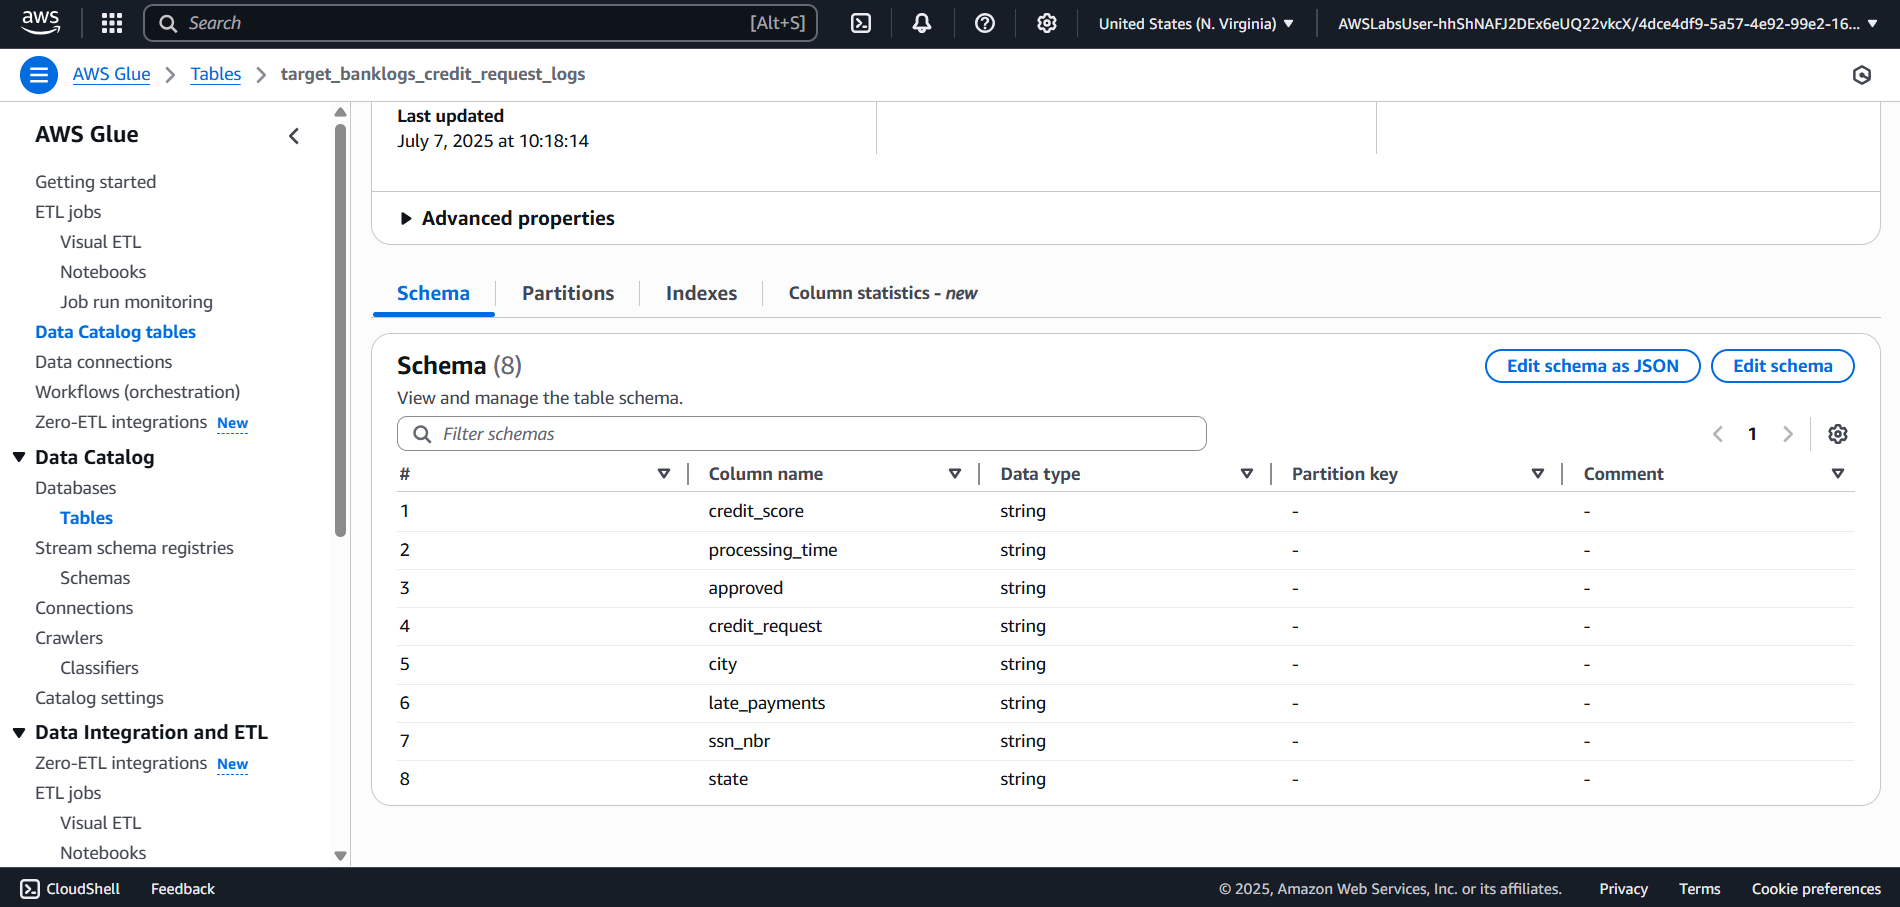 aws
Search [Alt+S]
United States (N. Virginia)
AWSLabsUser-hhShNAFJ2DEx6eUQ22vkcX/4dce4df9-5a57-4e92-99e2-16...
AWS Glue > Tables > target_banklogs_credit_request_logs
AWS Glue
Getting started
ETL jobs
Visual ETL
Notebooks
Job run monitoring
Data Catalog tables
Data connections
Workflows (orchestration)
Zero-ETL integrations New
Data Catalog
Databases
Tables
Stream schema registries
Schemas
Connections
Crawlers
Classifiers
Catalog settings
Data Integration and ETL
Zero-ETL integrations New
ETL jobs
Visual ETL
Notebooks
Last updated
July 7, 2025 at 10:18:14
Advanced properties
Schema Partitions Indexes Column statistics - new
Schema (8)
Edit schema as JSON Edit schema
View and manage the table schema.
Filter schemas
1
# Column name Data type Partition key Comment
1 credit_score string - -
2 processing_time string - -
3 approved string - -
4 credit_request string - -
5 city string - -
6 late_payments string - -
7 ssn_nbr string - -
8 state string - -
CloudShell Feedback
© 2025, Amazon Web Services, Inc. or its affiliates. Privacy Terms Cookie preferences